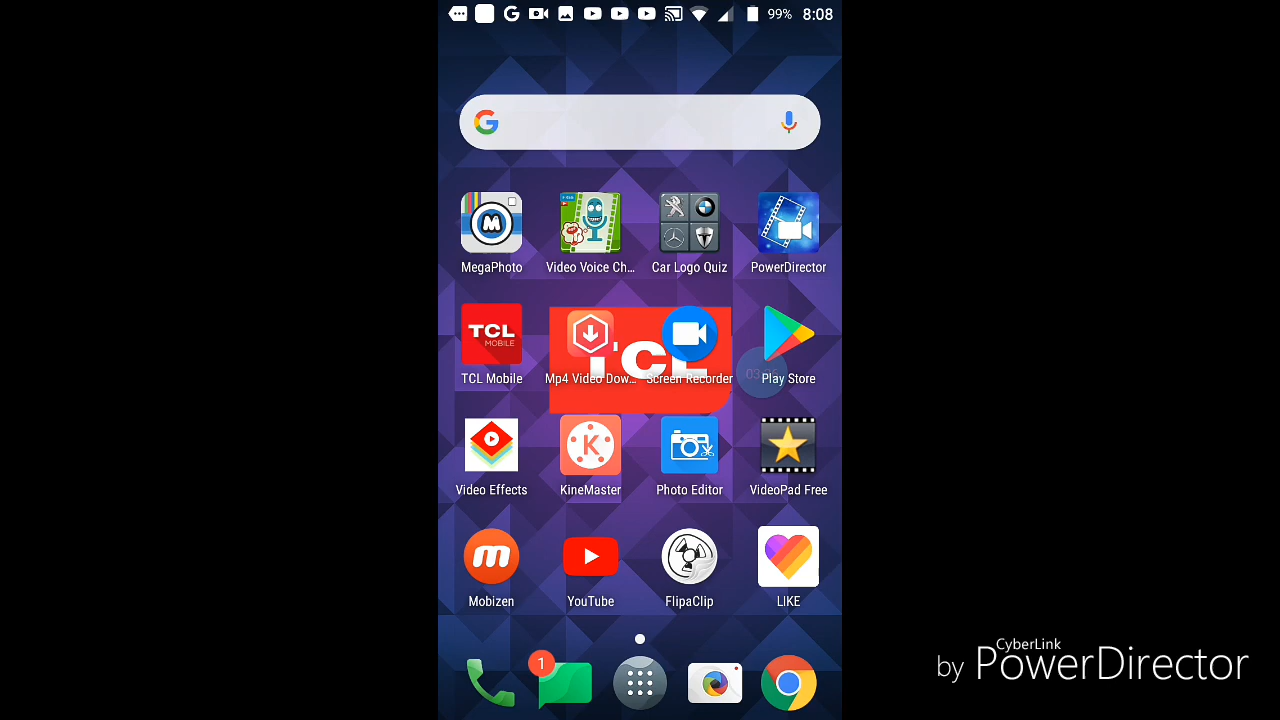 99% 8:08
M
MegaPhoto
Video Voice Ch...
Car Logo Quiz
PowerDirector
TCL
MOBILE
TCL
TCL Mobile
Mp4 Video Dow...
Screen Recorder
Play Store
K
Video Effects
KineMaster
Photo Editor
VideoPad Free
m
Mobizen
YouTube
FlipaClip
LIKE
1
CyberLink
by PowerDirector